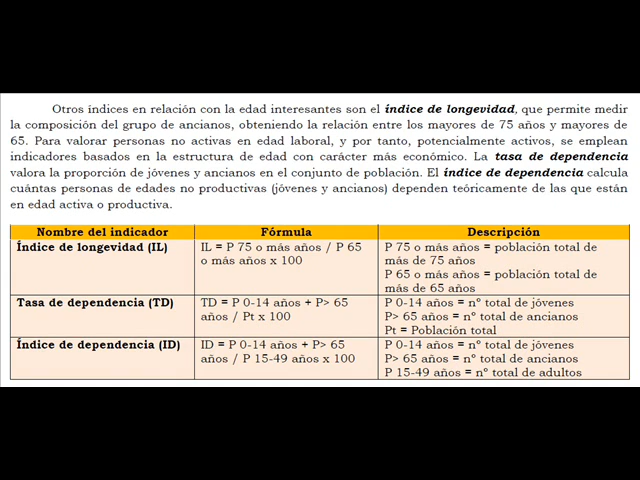 Otros índices en relación con la edad interesantes son el índice de longevidad, que permite medir
la composición del grupo de ancianos, obteniendo la relación entre los mayores de 75 años y mayores de
65. Para valorar personas no activas en edad laboral, y por tanto, potencialmente activos, se emplean
indicadores basados en la estructura de edad con carácter más económico. La tasa de dependencia
valora la proporción de jóvenes y ancianos en el conjunto de población. El índice de dependencia calcula
cuántas personas de edades no productivas (jóvenes y ancianos) dependen teóricamente de las que están
en edad activa o productiva.
Nombre del indicador Fórmula Descripción
Índice de longevidad (IL)
IL = P 75 o más años / P 65
o más años x 100
P 75 o más años = población total de
más de 75 años
P 65 o más años = población total de
más de 65 años
Tasa de dependencia (TD)
TD = P 0-14 años + P> 65
años / Pt x 100
P 0-14 años = nº total de jóvenes
P> 65 años = nº total de ancianos
Pt = Población total
Índice de dependencia (ID)
ID = P 0-14 años + P> 65
años / P 15-49 años x 100
P 0-14 años = nº total de jóvenes
P> 65 años = nº total de ancianos
P 15-49 años = nº total de adultos